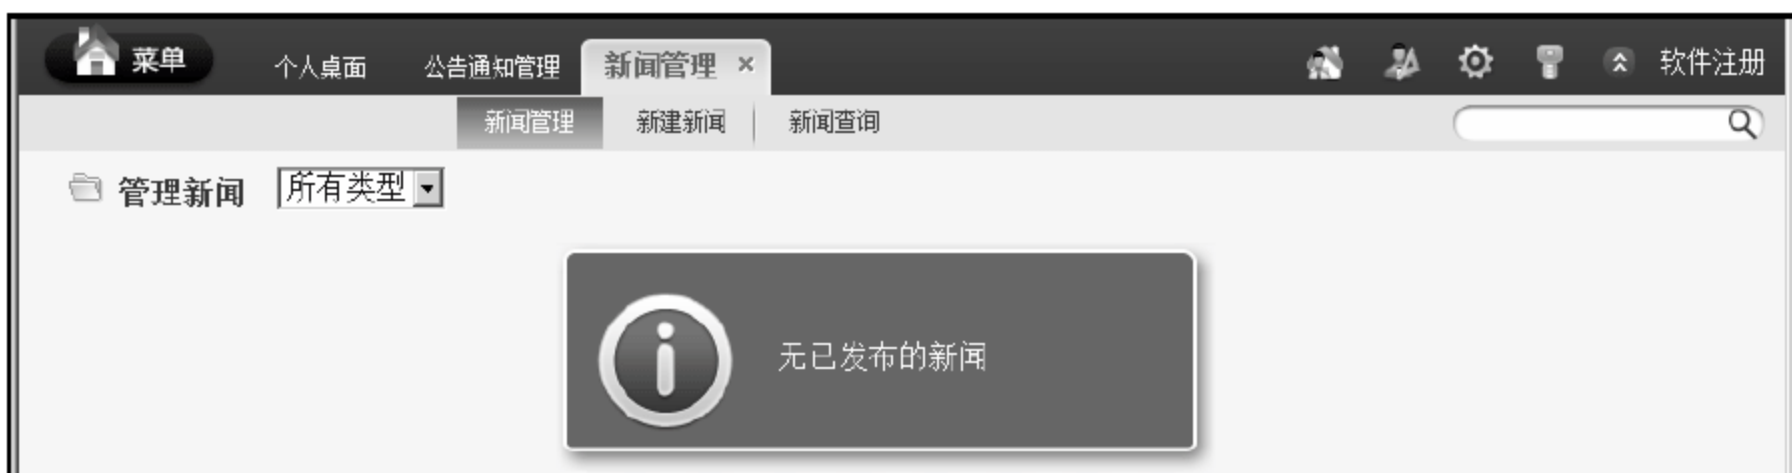 菜单 个人桌面 公告通知管理 新闻管理 × 软件注册
新闻管理 新建新闻 新闻查询
管理新闻 所有类型
无已发布的新闻